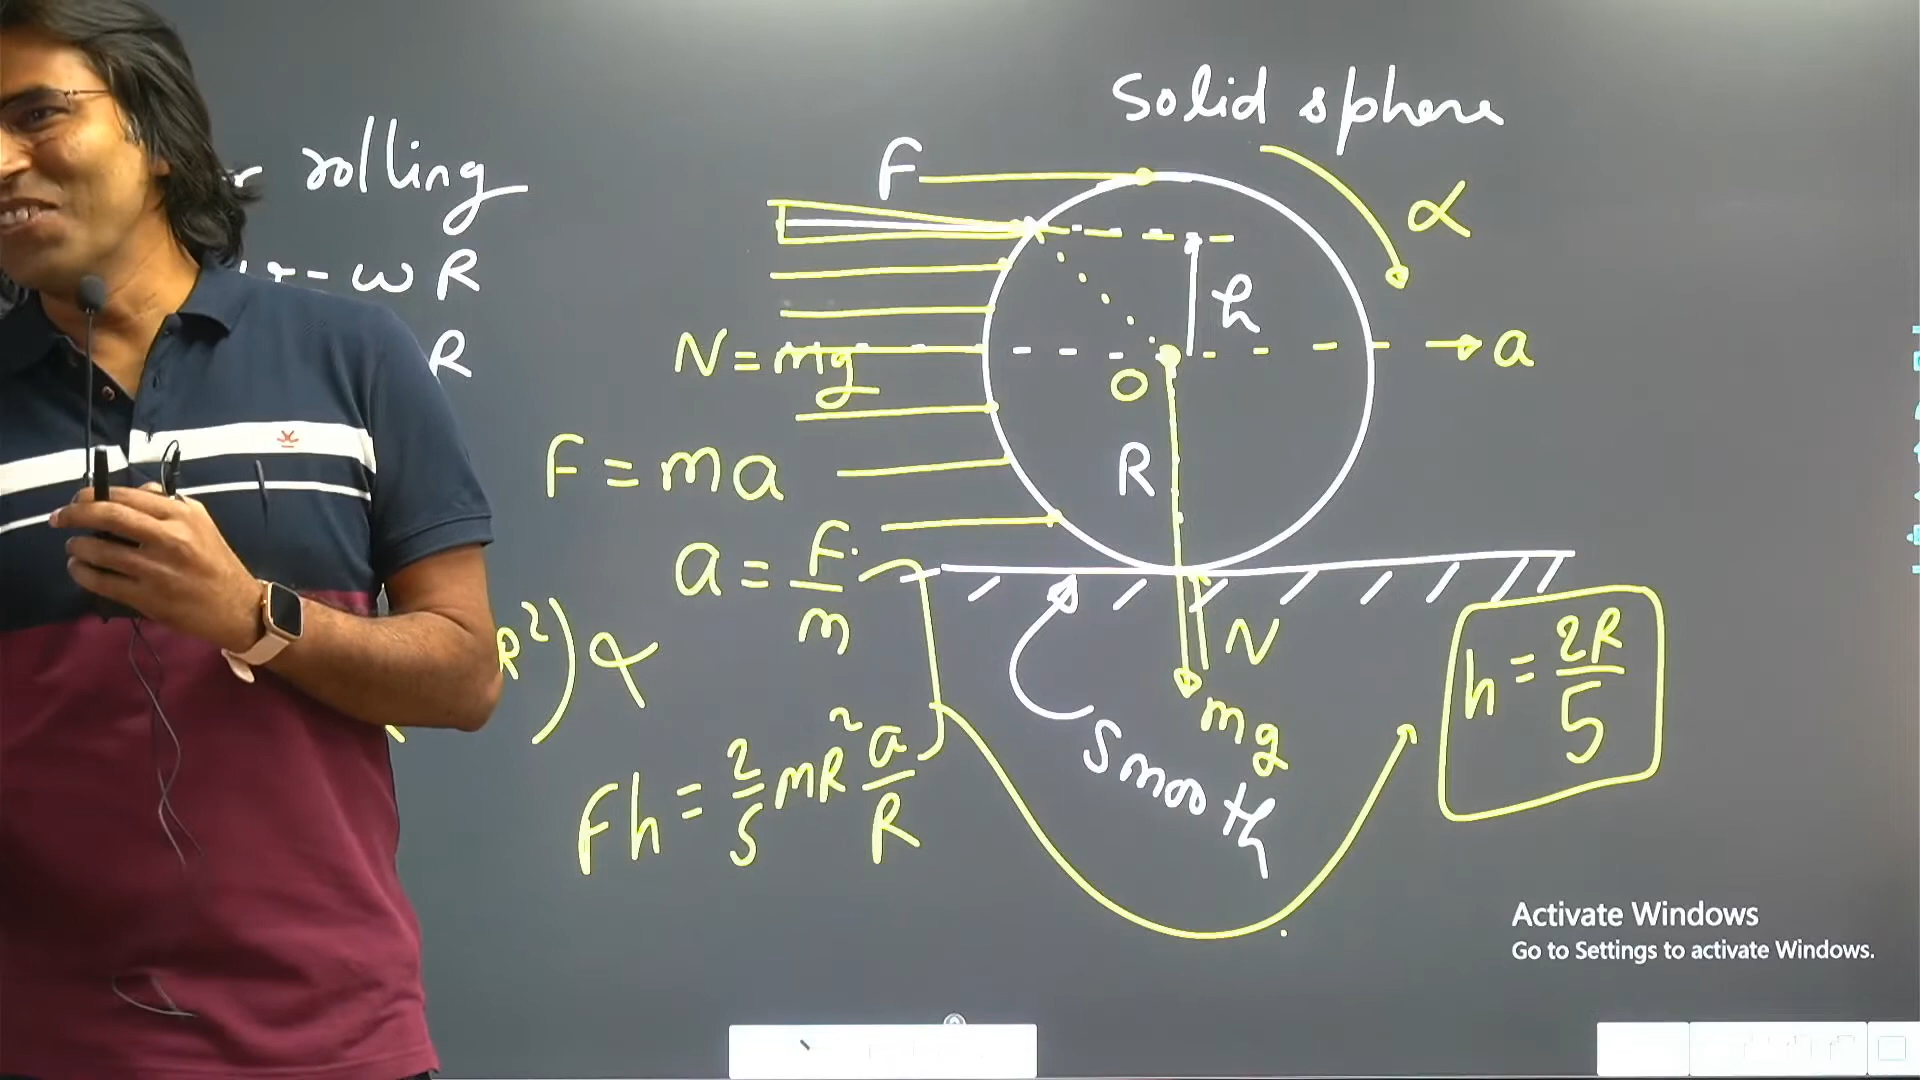 Solid sphere
rolling
F
α
ω R
h
R
N = mg
a
O
F = ma
R
a = F/m
N
h = 2R/5
R²) α
mg
Smooth
Fh = 2/5 mR² a/R
Activate Windows
Go to Settings to activate Windows.